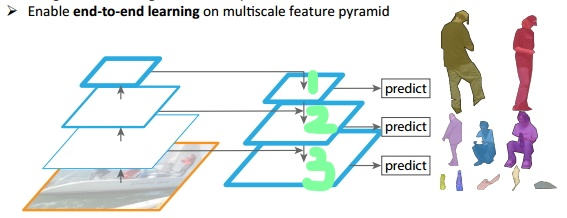 ➢ Enable end-to-end learning on multiscale feature pyramid
1
predict
2
predict
3
predict